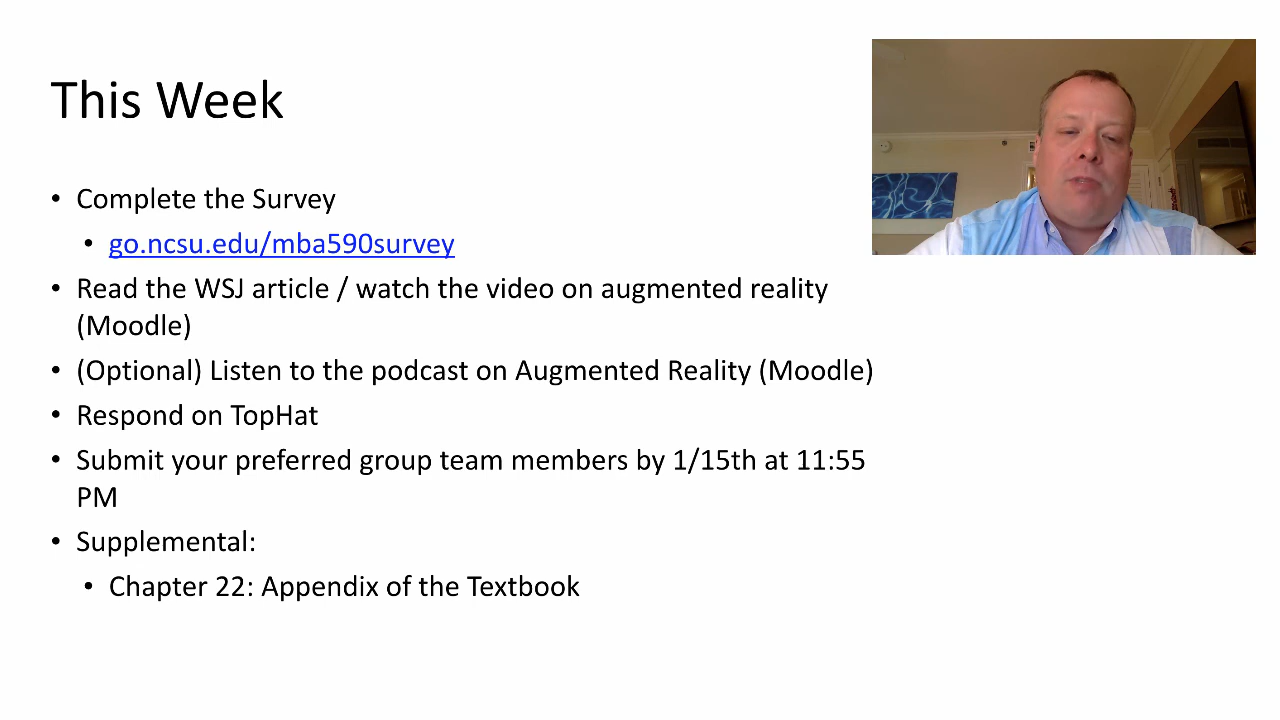 This Week
• Complete the Survey
• go.ncsu.edu/mba590survey
• Read the WSJ article / watch the video on augmented reality
(Moodle)
• (Optional) Listen to the podcast on Augmented Reality (Moodle)
• Respond on TopHat
• Submit your preferred group team members by 1/15th at 11:55
PM
• Supplemental:
• Chapter 22: Appendix of the Textbook